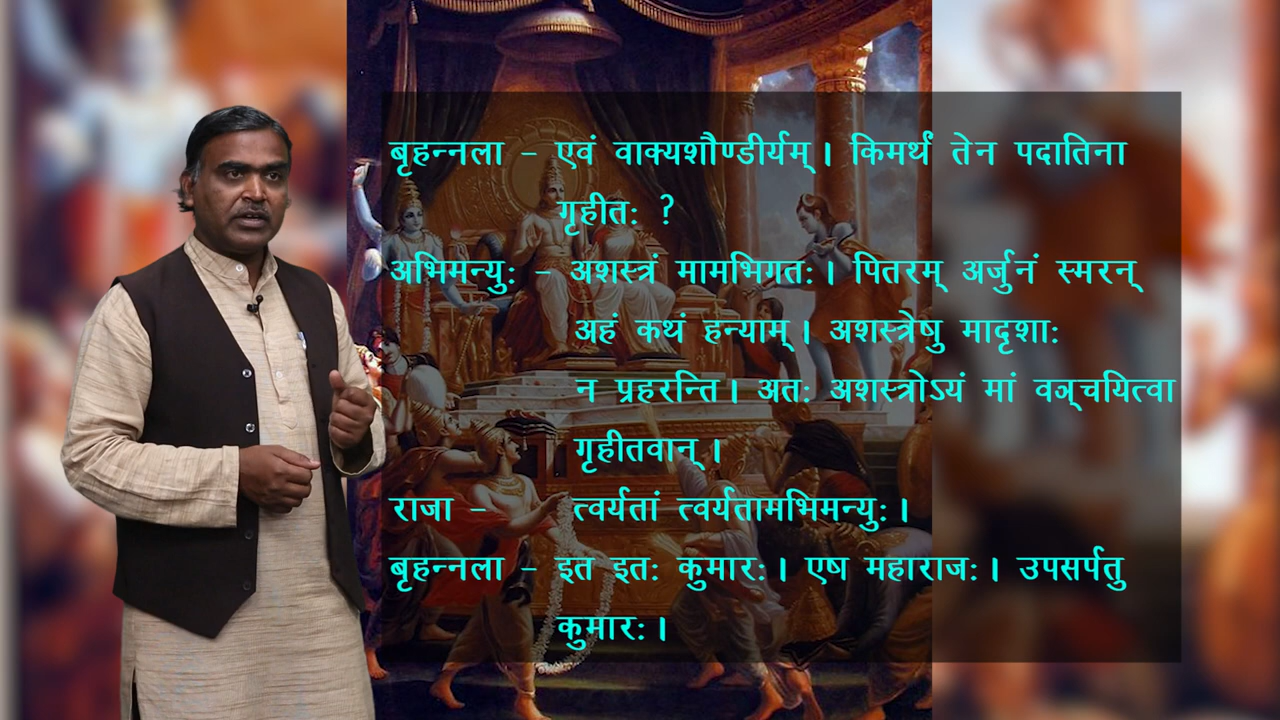 बृहन्नला – एवं वाक्यशौण्डीर्यम् । किमर्थं तेन पदातिना
गृहीतः ?
अभिमन्युः – अशस्त्रं मामभिगतः । पितरम् अर्जुनं स्मरन्
अहं कथं हन्याम् । अशस्त्रेषु मादृशाः
न प्रहरन्ति । अतः अशस्त्रोऽयं मां वञ्चयित्वा
गृहीतवान् ।
राजा – त्वर्यतां त्वर्यतामभिमन्युः ।
बृहन्नला – इत इतः कुमारः । एष महाराजः । उपसर्पतु
कुमारः ।